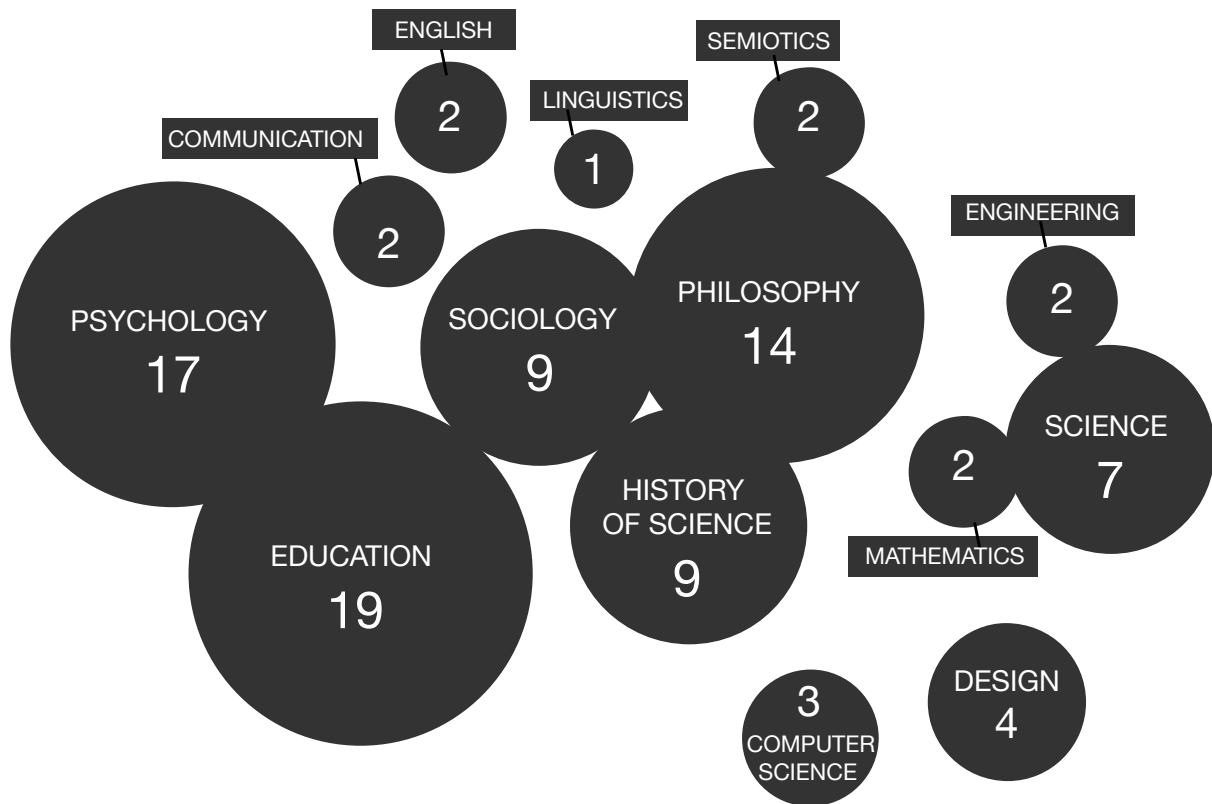 ENGLISH
2
SEMIOTICS
2
LINGUISTICS
1
COMMUNICATION
2
ENGINEERING
2
PSYCHOLOGY
17
SOCIOLOGY
9
PHILOSOPHY
14
SCIENCE
7
2
MATHEMATICS
HISTORY
OF SCIENCE
9
EDUCATION
19
3
COMPUTER
SCIENCE
DESIGN
4